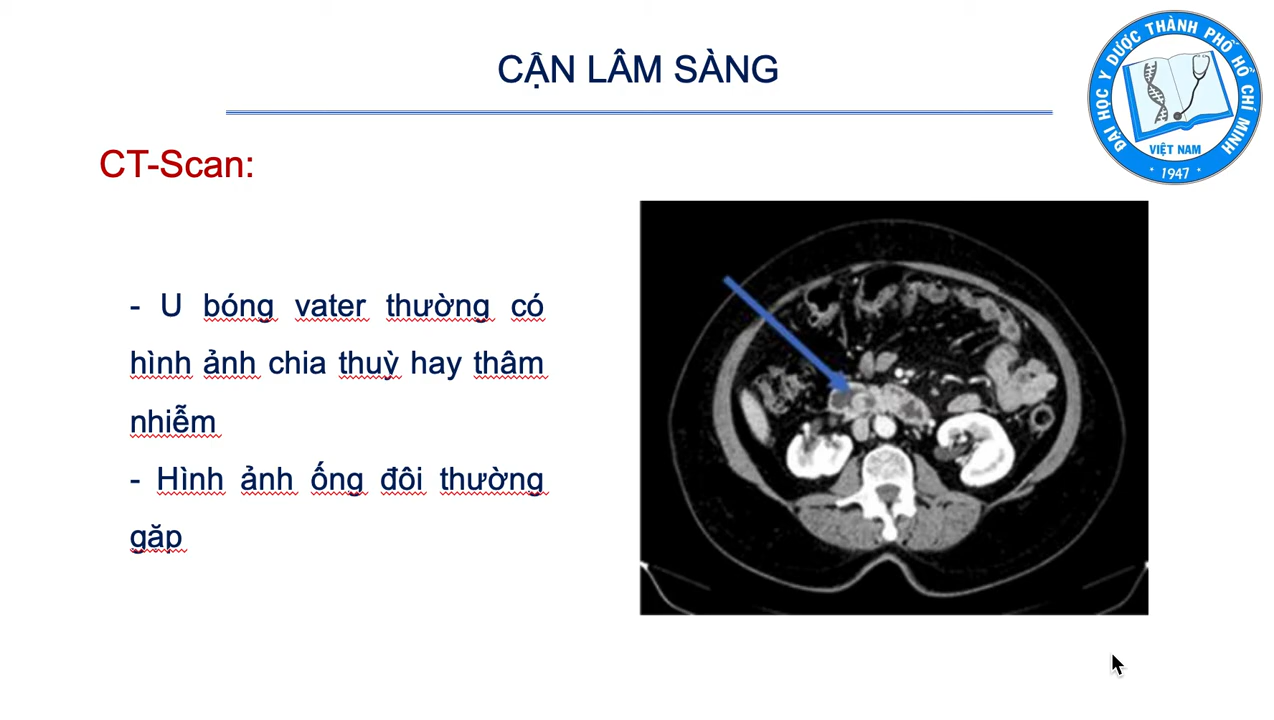 CẬN LÂM SÀNG
ĐẠI HỌC Y DƯỢC THÀNH PHỐ HỒ CHÍ MINH
VIỆT NAM
1947
CT-Scan:
- U bóng vater thường có
hình ảnh chia thuỳ hay thâm
nhiễm
- Hình ảnh ống đôi thường
gặp